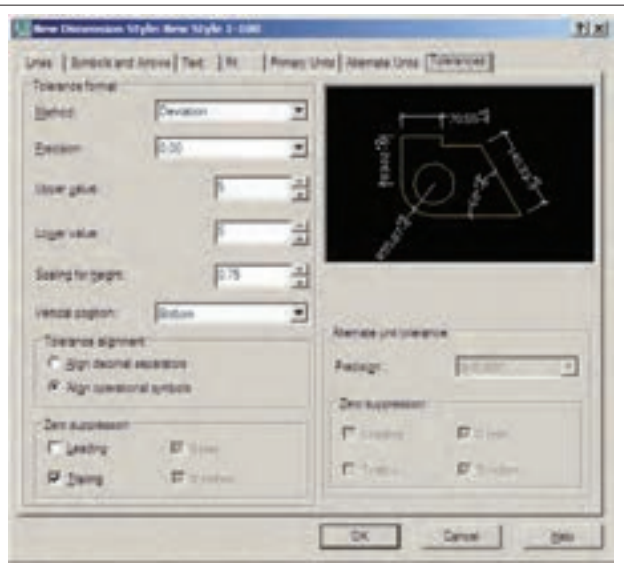 New Dimension Style: New Style 1-100
Lines Symbols and Arrows Text Fit Primary Units Alternate Units Tolerances
Tolerance format
Method: Deviation
Precision: 0.00
Upper value: 5
Lower value:
Scaling for height: 0.75
Vertical position: Bottom
Tolerance alignment
Align decimal separators
Align operational symbols
Zero suppression
Leading
Trailing
Alternate unit tolerance
Precision:
Zero suppression
Leading
Trailing
OK Cancel Help